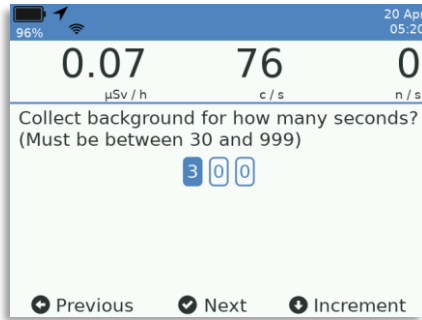 20 Apr
96%
05:20
0.07 76 0
µSv / h c / s n / s
Collect background for how many seconds?
(Must be between 30 and 999)
3 0 0
Previous Next Increment